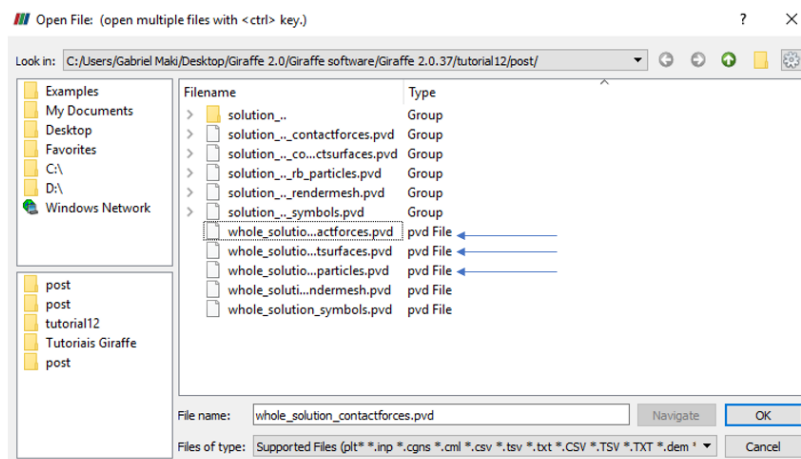 Open File: (open multiple files with <ctrl> key.)
Look in: C:/Users/Gabriel Maki/Desktop/Giraffe 2.0/Giraffe software/Giraffe 2.0.37/tutorial12/post/
Examples
My Documents
Desktop
Favorites
C:\
D:\
Windows Network
post
post
tutorial12
Tutoriais Giraffe
post
Filename Type
solution_.. Group
solution_.._contactforces.pvd Group
solution_.._co...ctsurfaces.pvd Group
solution_.._rb_particles.pvd Group
solution_.._rendermesh.pvd Group
solution_.._symbols.pvd Group
whole_solutio...actforces.pvd pvd File
whole_solutio...tsurfaces.pvd pvd File
whole_solutio...particles.pvd pvd File
whole_soluti...ndermesh.pvd pvd File
whole_solution_symbols.pvd pvd File
File name: whole_solution_contactforces.pvd Navigate OK
Files of type: Supported Files (plt* *.inp *.cgns *.cml *.csv *.tsv *.txt *.CSV *.TSV *.TXT *.dem Cancel